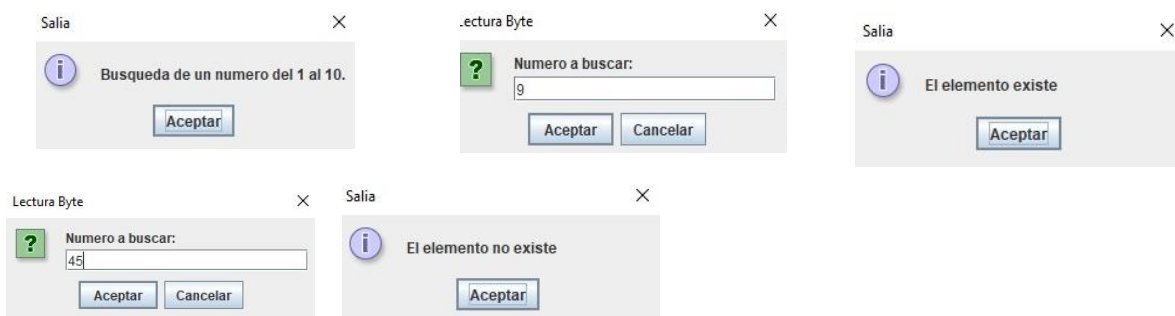 Salia
Busqueda de un numero del 1 al 10.
Aceptar
Lectura Byte
Numero a buscar:
9
Aceptar Cancelar
Salia
El elemento existe
Aceptar
Lectura Byte
Numero a buscar:
45
Aceptar Cancelar
Salia
El elemento no existe
Aceptar